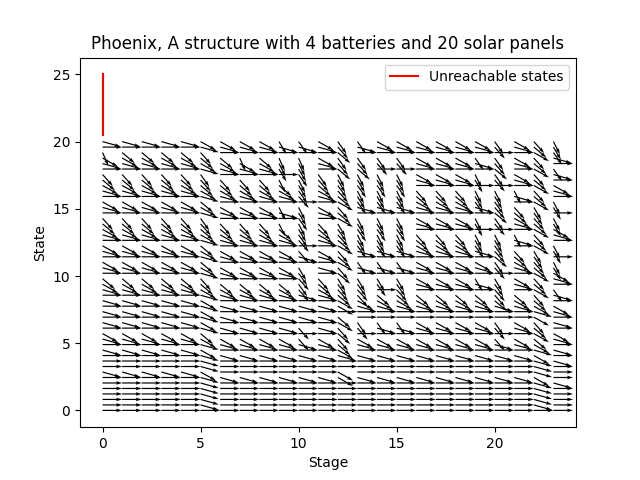 Phoenix, A structure with 4 batteries and 20 solar panels
Unreachable states
25
20
15
10
5
0
State
0 5 10 15 20
Stage